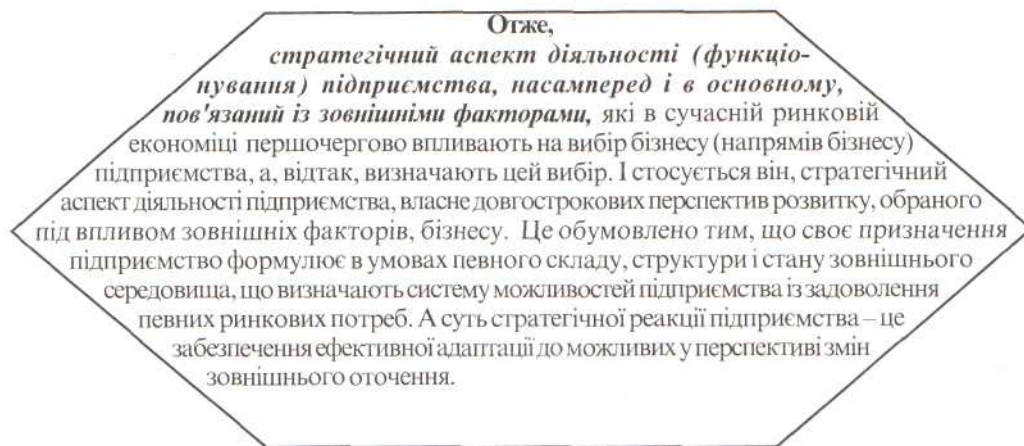 Отже,
стратегічний аспект діяльності (функціо-
нування) підприємства, насамперед і в основному,
пов'язаний із зовнішніми факторами, які в сучасній ринковій
економіці першочергово впливають на вибір бізнесу (напрямів бізнесу)
підприємства, а, відтак, визначають цей вибір. І стосується він, стратегічний
аспект діяльності підприємства, власне довгострокових перспектив розвитку, обраного
під впливом зовнішніх факторів, бізнесу. Це обумовлено тим, що своє призначення
підприємство формулює в умовах певного складу, структури і стану зовнішнього
середовища, що визначають систему можливостей підприємства із задоволення
певних ринкових потреб. А суть стратегічної реакції підприємства – це
забезпечення ефективної адаптації до можливих у перспективі змін
зовнішнього оточення.